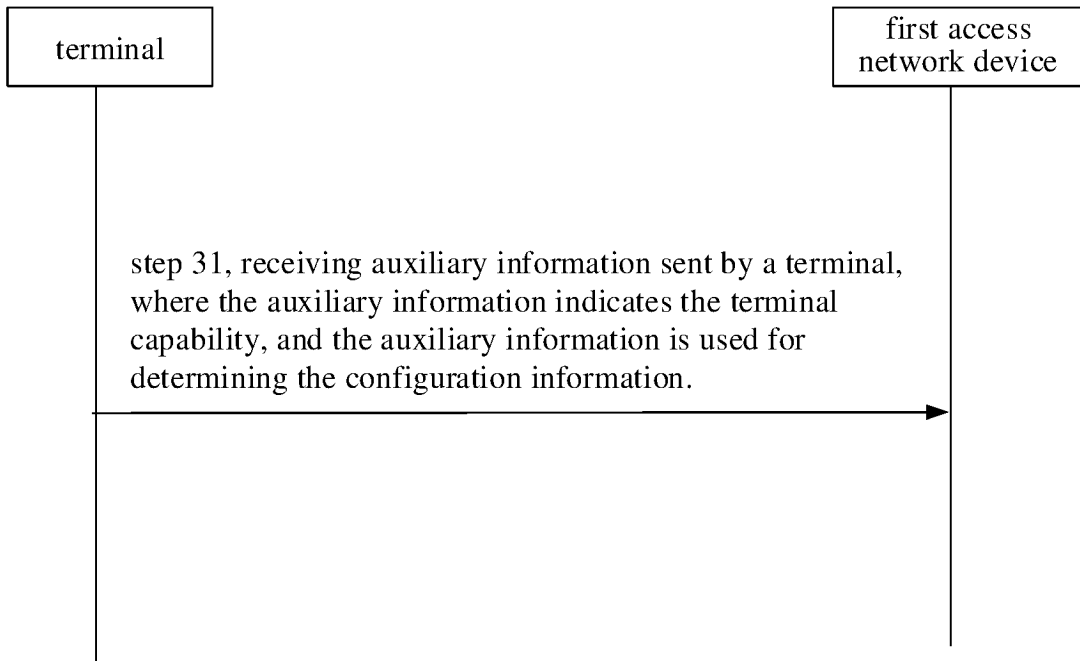 terminal
first access
network device
step 31, receiving auxiliary information sent by a terminal,
where the auxiliary information indicates the terminal
capability, and the auxiliary information is used for
determining the configuration information.